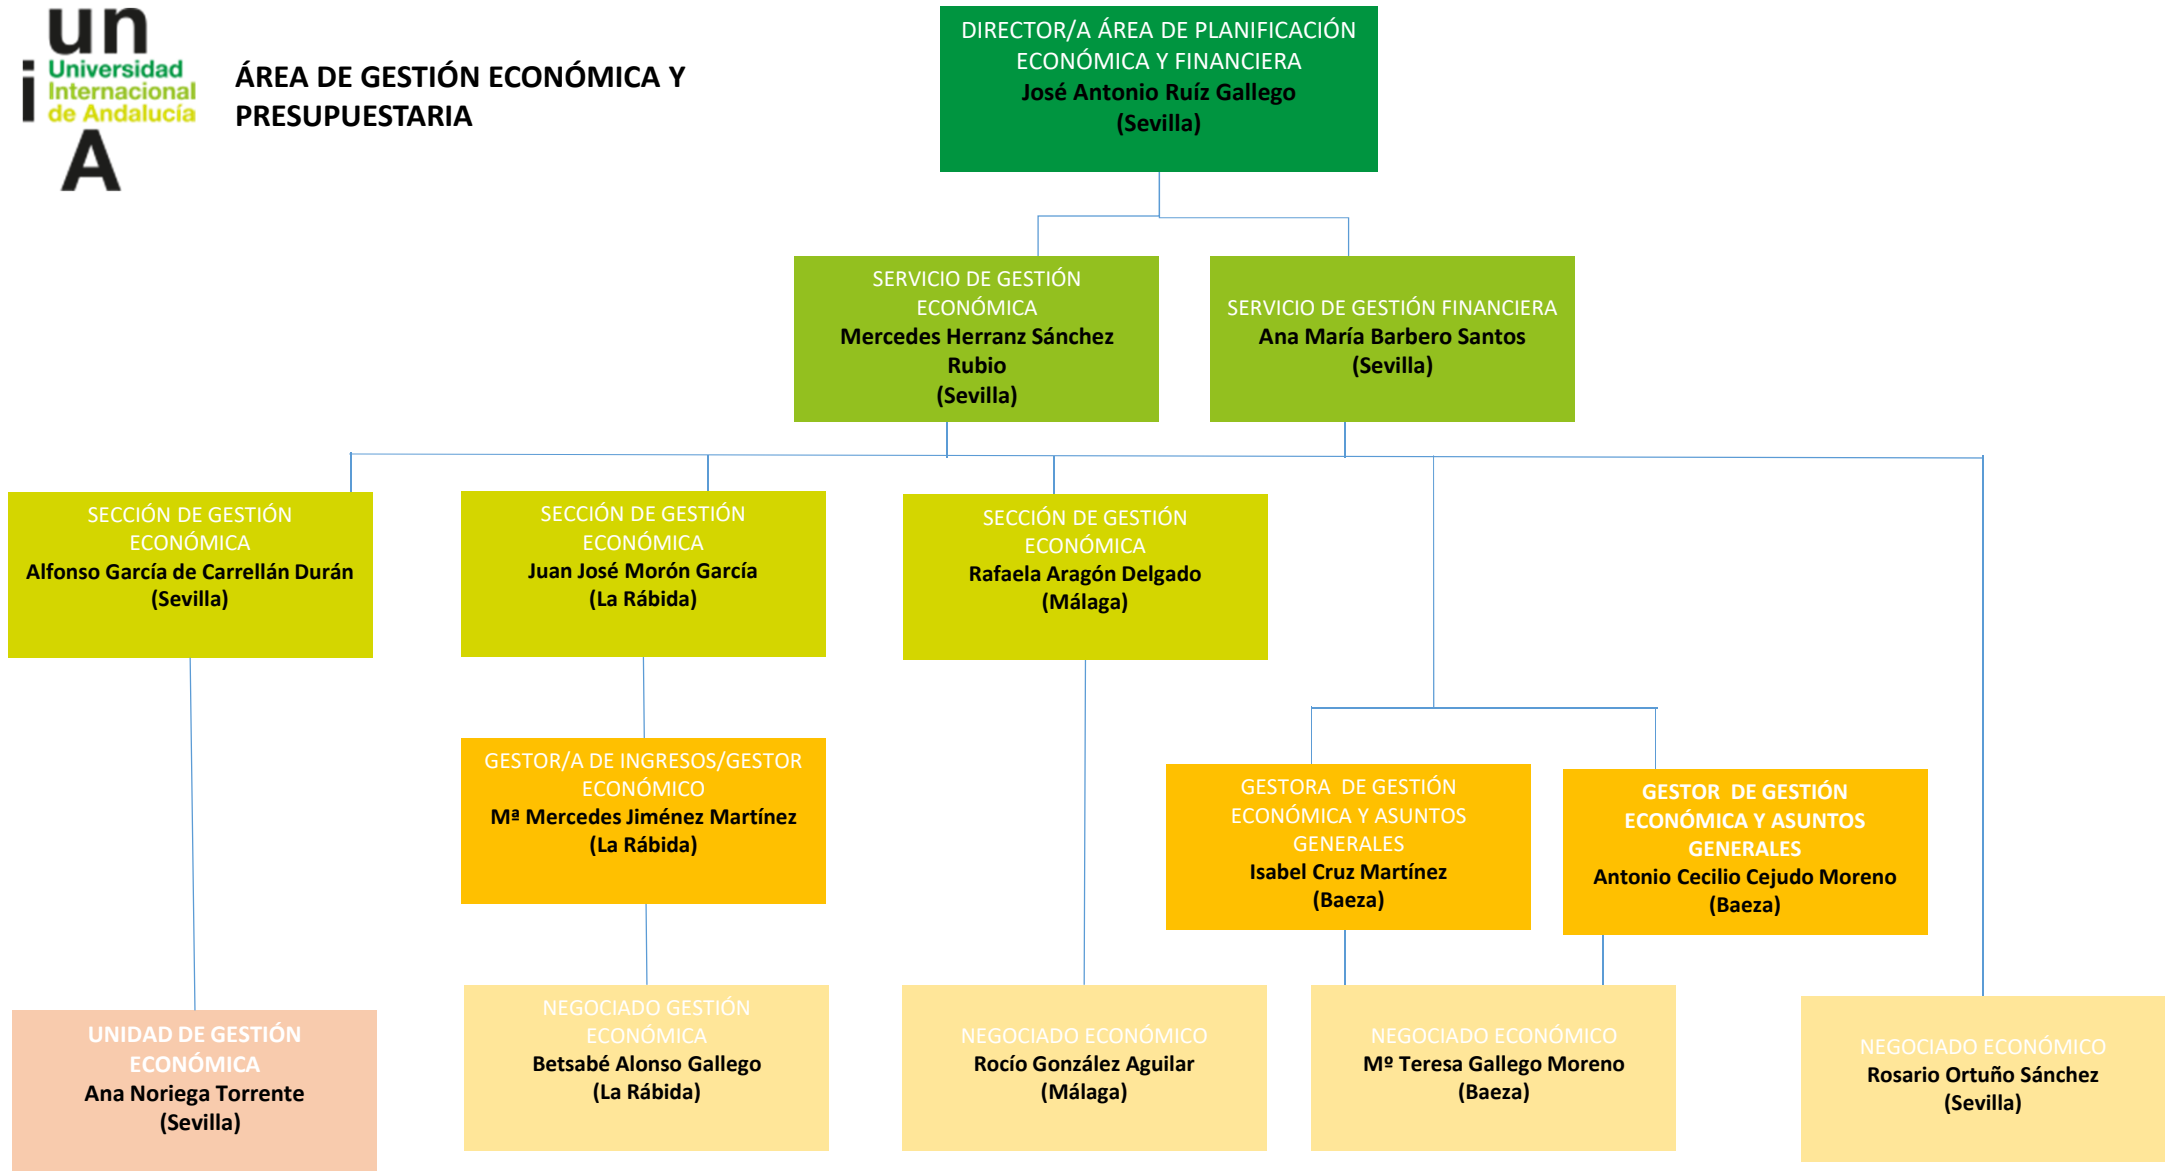 un
i
Universidad
Internacional
de Andalucía
A
ÁREA DE GESTIÓN ECONÓMICA Y
PRESUPUESTARIA
DIRECTOR/A ÁREA DE PLANIFICACIÓN
ECONÓMICA Y FINANCIERA
José Antonio Ruíz Gallego
(Sevilla)
SERVICIO DE GESTIÓN
ECONÓMICA
Mercedes Herranz Sánchez
Rubio
(Sevilla)
SERVICIO DE GESTIÓN FINANCIERA
Ana María Barbero Santos
(Sevilla)
SECCIÓN DE GESTIÓN
ECONÓMICA
Alfonso García de Carrellán Durán
(Sevilla)
SECCIÓN DE GESTIÓN
ECONÓMICA
Juan José Morón García
(La Rábida)
SECCIÓN DE GESTIÓN
ECONÓMICA
Rafaela Aragón Delgado
(Málaga)
GESTOR/A DE INGRESOS/GESTOR
ECONÓMICO
Mª Mercedes Jiménez Martínez
(La Rábida)
GESTORA  DE GESTIÓN
ECONÓMICA Y ASUNTOS
GENERALES
Isabel Cruz Martínez
(Baeza)
GESTOR  DE GESTIÓN
ECONÓMICA Y ASUNTOS
GENERALES
Antonio Cecilio Cejudo Moreno
(Baeza)
UNIDAD DE GESTIÓN
ECONÓMICA
Ana Noriega Torrente
(Sevilla)
NEGOCIADO GESTIÓN
ECONÓMICA
Betsabé Alonso Gallego
(La Rábida)
NEGOCIADO ECONÓMICO
Rocío González Aguilar
(Málaga)
NEGOCIADO ECONÓMICO
Mº Teresa Gallego Moreno
(Baeza)
NEGOCIADO ECONÓMICO
Rosario Ortuño Sánchez
(Sevilla)